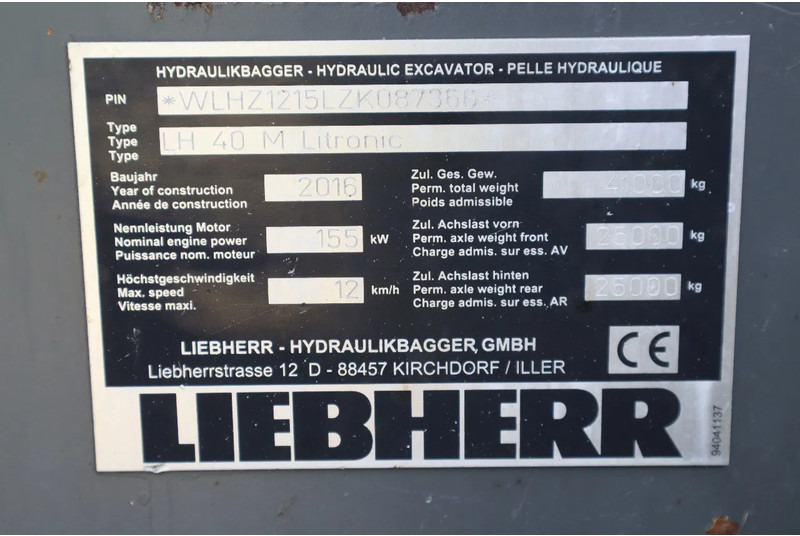 HYDRAULIKBAGGER - HYDRAULIC EXCAVATOR - PELLE HYDRAULIQUE
PIN *WLHZ1215LZK087366*
Type
Type LH 40 M Litronic
Type
Baujahr
Year of construction 2016
Année de construction
Zul. Ges. Gew.
Perm. total weight 41000 kg
Poids admissible
Nennleistung Motor
Nominal engine power 155 kW
Puissance nom. moteur
Zul. Achslast vorn
Perm. axle weight front 26000 kg
Charge admis. sur ess. AV
Höchstgeschwindigkeit
Max. speed 12 km/h
Vitesse maxi.
Zul. Achslast hinten
Perm. axle weight rear 26000 kg
Charge admis. sur ess. AR
LIEBHERR - HYDRAULIKBAGGER, GMBH
Liebherrstrasse 12 D - 88457 KIRCHDORF / ILLER
CE
LIEBHERR
94041137